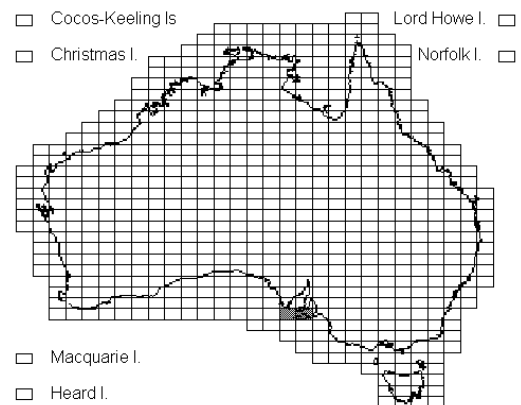 Cocos-Keeling Is
Lord Howe I.
Christmas I.
Norfolk I.
Macquarie I.
Heard I.